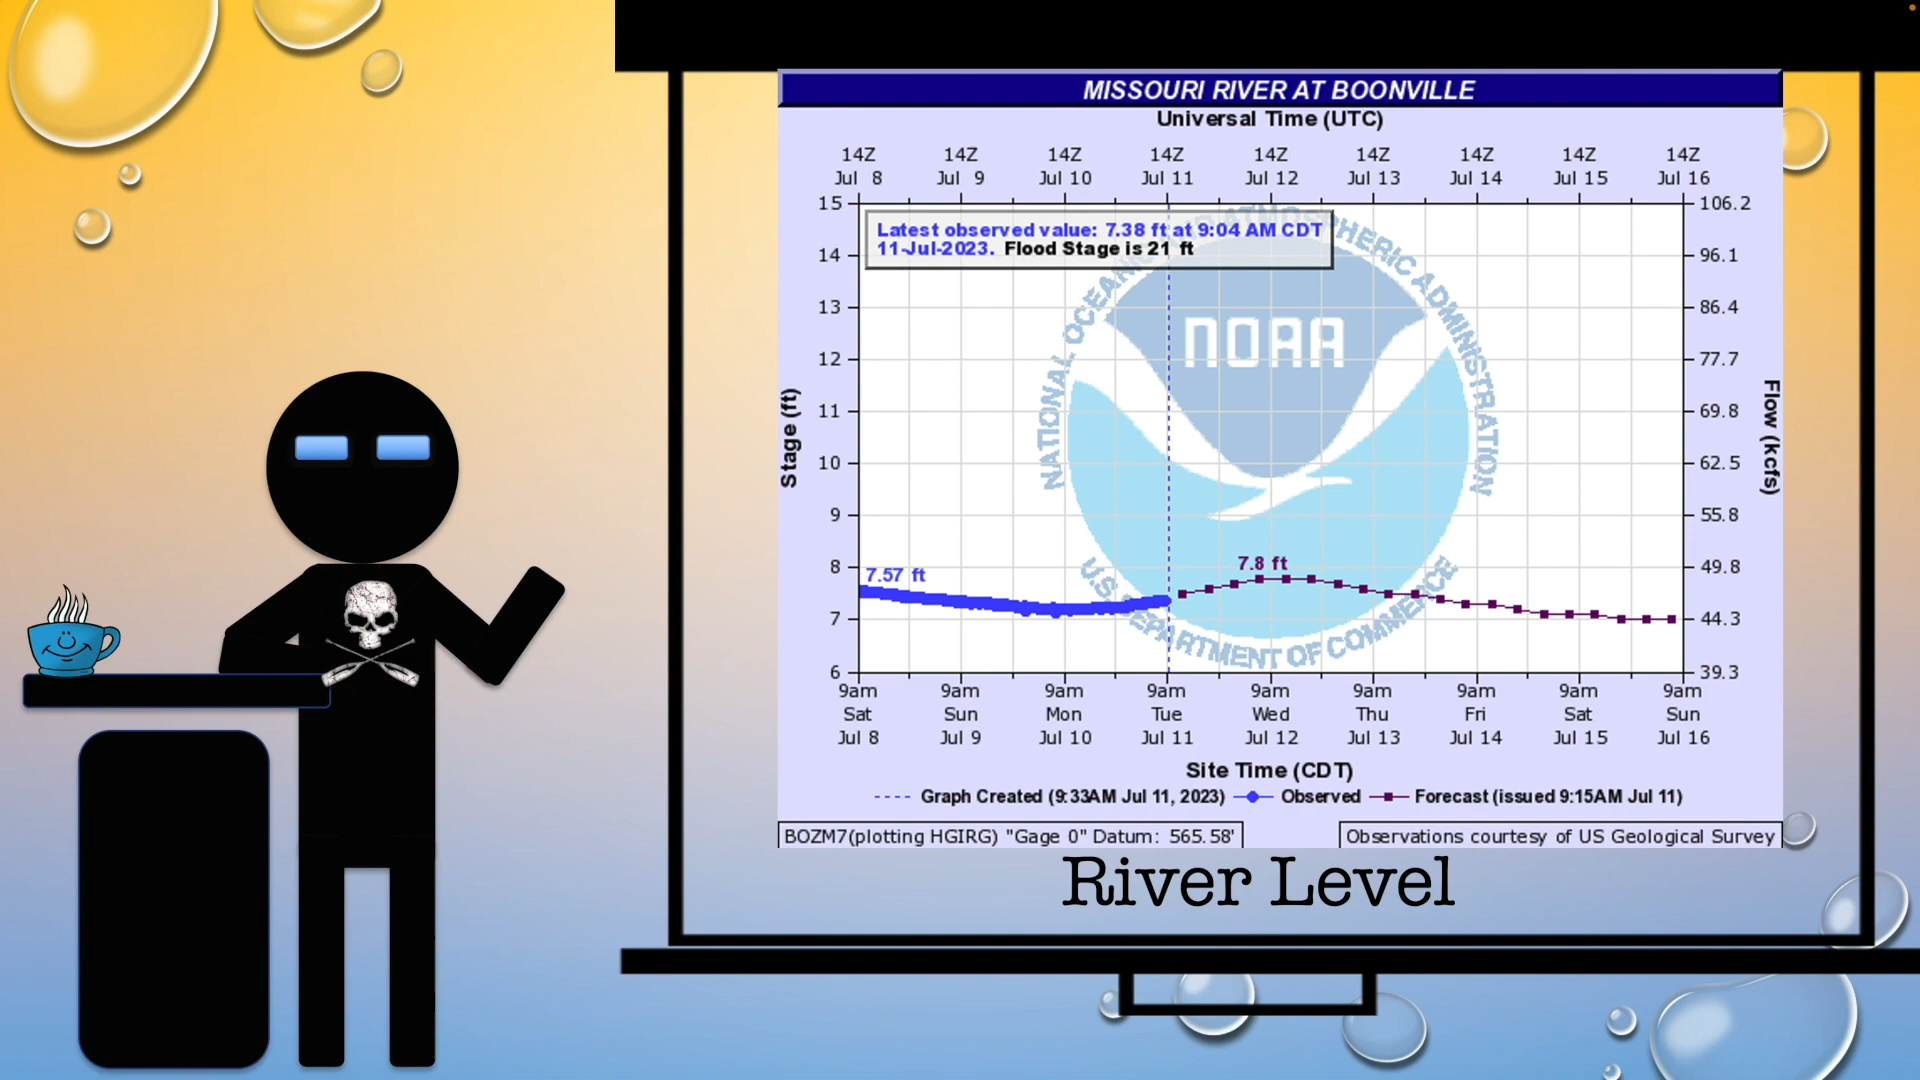 MISSOURI RIVER AT BOONVILLE
Universal Time (UTC)
14Z 14Z 14Z 14Z 14Z 14Z 14Z 14Z 14Z
Jul 8 Jul 9 Jul 10 Jul 11 Jul 12 Jul 13 Jul 14 Jul 15 Jul 16
15 106.2
Latest observed value: 7.38 ft at 9:04 AM CDT
11-Jul-2023. Flood Stage is 21 ft
14 96.1
13 86.4
12 77.7
11 69.8
10 62.5
9 55.8
8 49.8
7 44.3
6 39.3
Stage (ft)
Flow (kcfs)
NATIONAL OCEANIC AND ATMOSPHERIC ADMINISTRATION
NOAA
U.S. DEPARTMENT OF COMMERCE
7.57 ft
7.8 ft
9am 9am 9am 9am 9am 9am 9am 9am 9am
Sat Sun Mon Tue Wed Thu Fri Sat Sun
Jul 8 Jul 9 Jul 10 Jul 11 Jul 12 Jul 13 Jul 14 Jul 15 Jul 16
Site Time (CDT)
Graph Created (9:33AM Jul 11, 2023) Observed Forecast (issued 9:15AM Jul 11)
BOZM7(plotting HGIRG) "Gage 0" Datum: 565.58' Observations courtesy of US Geological Survey
River Level